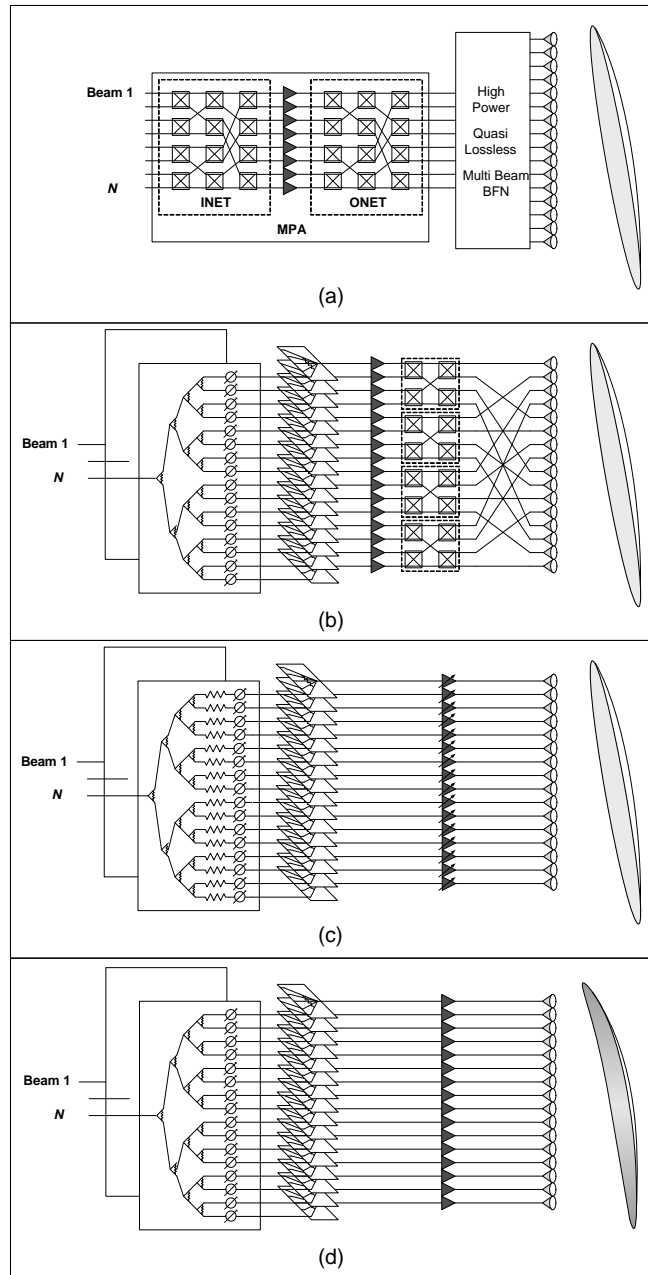 Beam 1
N
INET
ONET
MPA
High
Power
Quasi
Lossless
Multi Beam
BFN
(a)
Beam 1
N
(b)
Beam 1
N
(c)
Beam 1
N
(d)